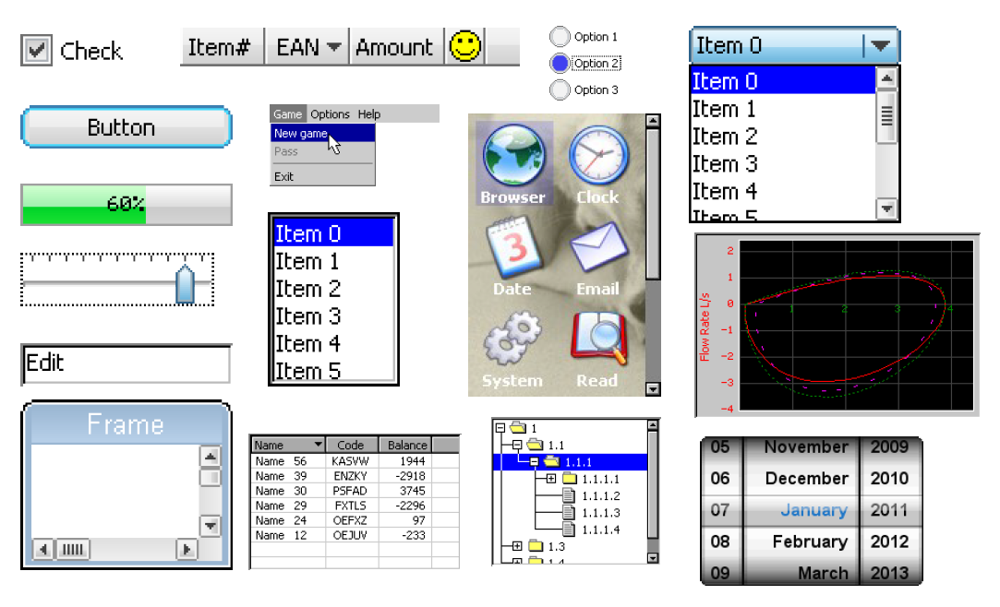 Check
Item# EAN Amount
Option 1
Option 2
Option 3
Item 0
Item 0
Item 1
Item 2
Item 3
Item 4
Item 5
Button
Game Options Help
New game
Pass
Exit
60%
Item 0
Item 1
Item 2
Item 3
Item 4
Item 5
Browser Clock
3
Date Email
System Read
2
1
0
-1
-2
-3
-4
Flow Rate L/s
1 2 3 4
Edit
Frame
Name Code Balance
Name 56 KASVW 1944
Name 39 ENZKY -2918
Name 30 PSFAD 3745
Name 29 FXTLS -2296
Name 24 OEFXZ 97
Name 12 OEJUV -233
1
1.1
1.1.1
1.1.1.1
1.1.1.2
1.1.1.3
1.1.1.4
1.3
1.4
05 November 2009
06 December 2010
07 January 2011
08 February 2012
09 March 2013